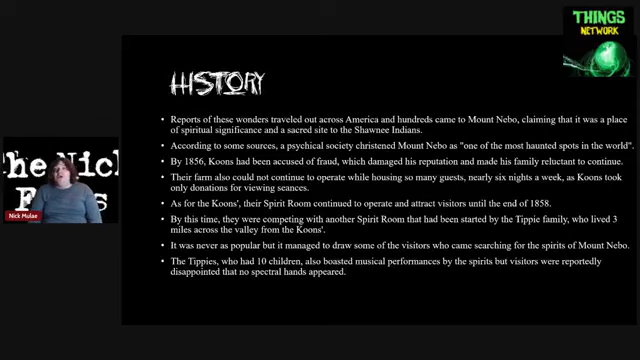 THINGS
NETWORK
HISTORY
• Reports of these wonders traveled out across America and hundreds came to Mount Nebo, claiming that it was a place
of spiritual significance and a sacred site to the Shawnee Indians.
• According to some sources, a psychical society christened Mount Nebo as "one of the most haunted spots in the world".
• By 1856, Koons had been accused of fraud, which damaged his reputation and made his family reluctant to continue.
• Their farm also could not continue to operate while housing so many guests, nearly six nights a week, as Koons took
only donations for viewing seances.
• As for the Koons', their Spirit Room continued to operate and attract visitors until the end of 1858.
• By this time, they were competing with another Spirit Room that had been started by the Tippie family, who lived 3
miles across the valley from the Koons'.
• It was never as popular but it managed to draw some of the visitors who came searching for the spirits of Mount Nebo.
• The Tippies, who had 10 children, also boasted musical performances by the spirits but visitors were reportedly
disappointed that no spectral hands appeared.
The Nick
Nick Mulae